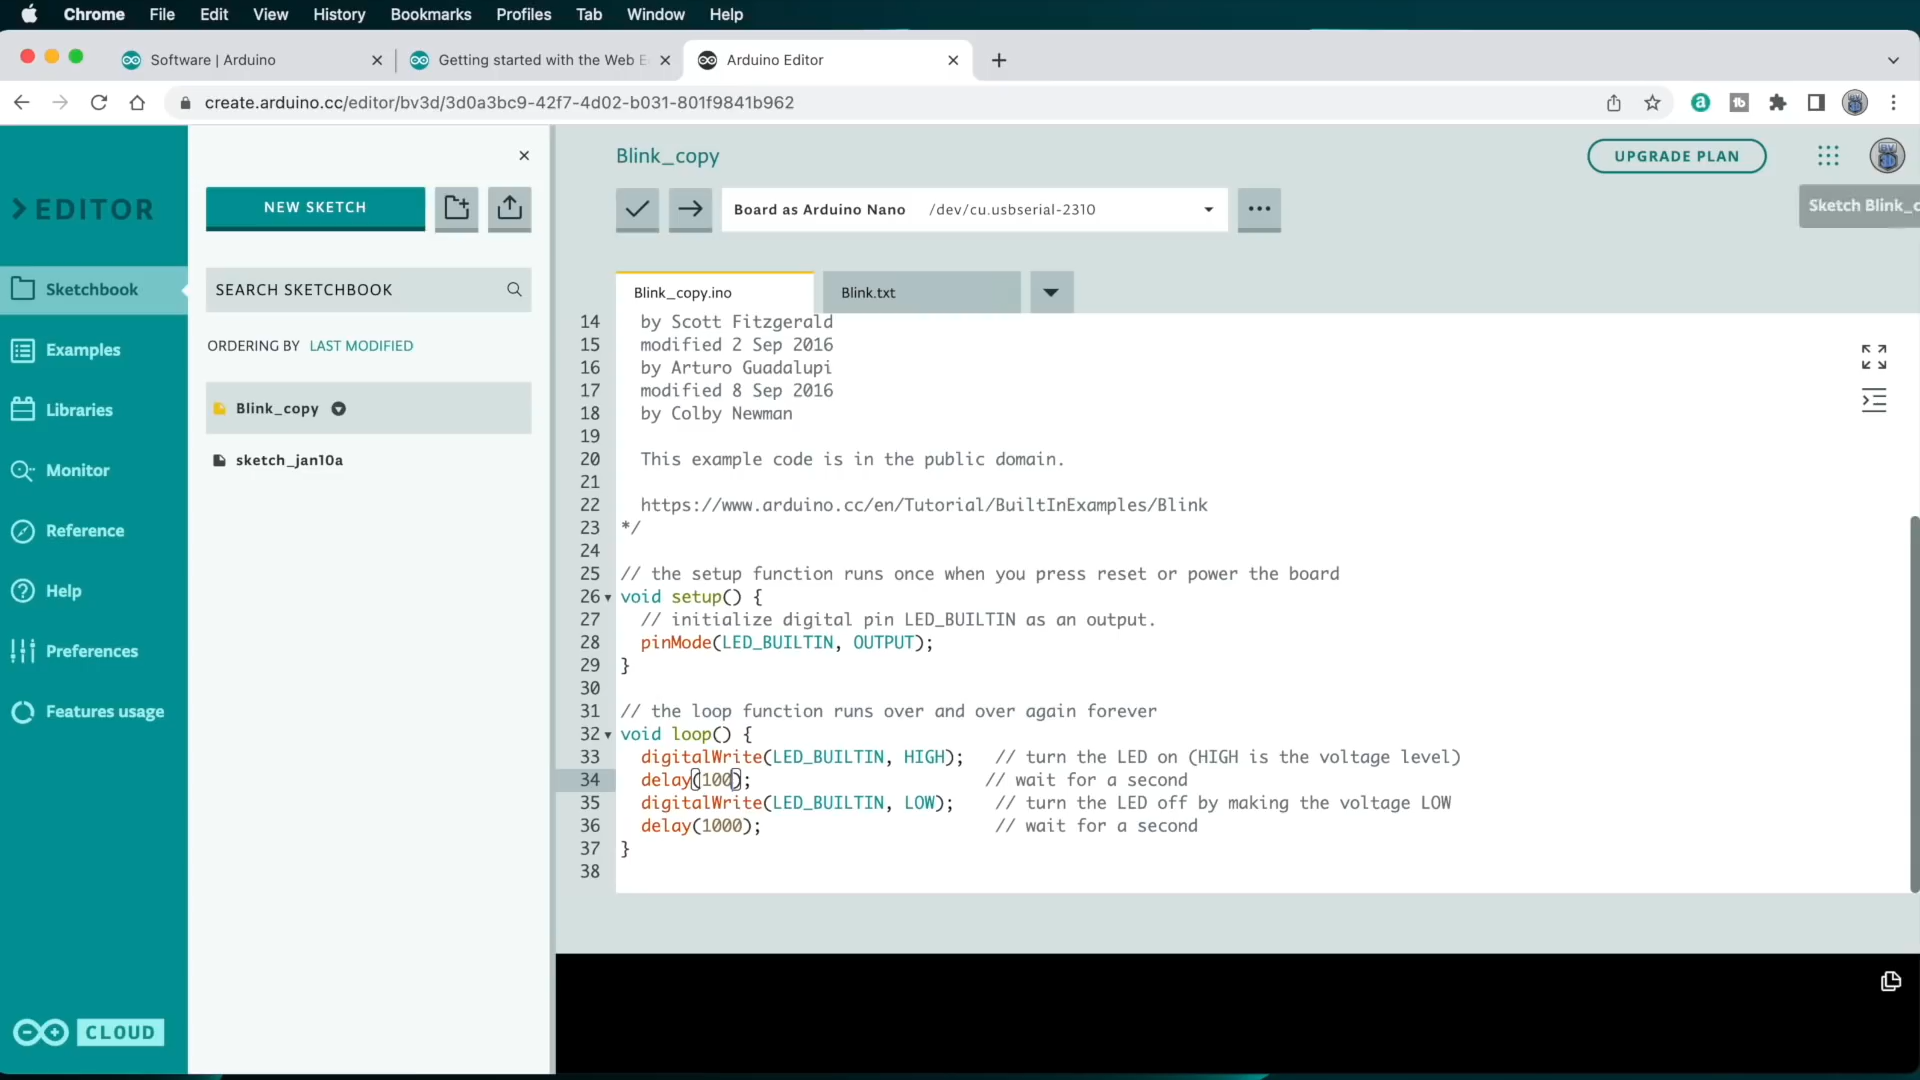 Chrome File Edit View History Bookmarks Profiles Tab Window Help
Software | Arduino
Getting started with the Web E
Arduino Editor
create.arduino.cc/editor/bv3d/3d0a3bc9-42f7-4d02-b031-801f9841b962
EDITOR
Sketchbook
Examples
Libraries
Monitor
Reference
Help
Preferences
Features usage
CLOUD
NEW SKETCH
SEARCH SKETCHBOOK
ORDERING BY LAST MODIFIED
Blink_copy
sketch_jan10a
Blink_copy
UPGRADE PLAN
Board as Arduino Nano /dev/cu.usbserial-2310
Sketch Blink_c
Blink_copy.ino
Blink.txt
14 by Scott Fitzgerald
15 modified 2 Sep 2016
16 by Arturo Guadalupi
17 modified 8 Sep 2016
18 by Colby Newman
19
20 This example code is in the public domain.
21
22 https://www.arduino.cc/en/Tutorial/BuiltInExamples/Blink
23 */
24
25 // the setup function runs once when you press reset or power the board
26 void setup() {
27 // initialize digital pin LED_BUILTIN as an output.
28 pinMode(LED_BUILTIN, OUTPUT);
29 }
30
31 // the loop function runs over and over again forever
32 void loop() {
33 digitalWrite(LED_BUILTIN, HIGH); // turn the LED on (HIGH is the voltage level)
34 delay(100); // wait for a second
35 digitalWrite(LED_BUILTIN, LOW); // turn the LED off by making the voltage LOW
36 delay(1000); // wait for a second
37 }
38